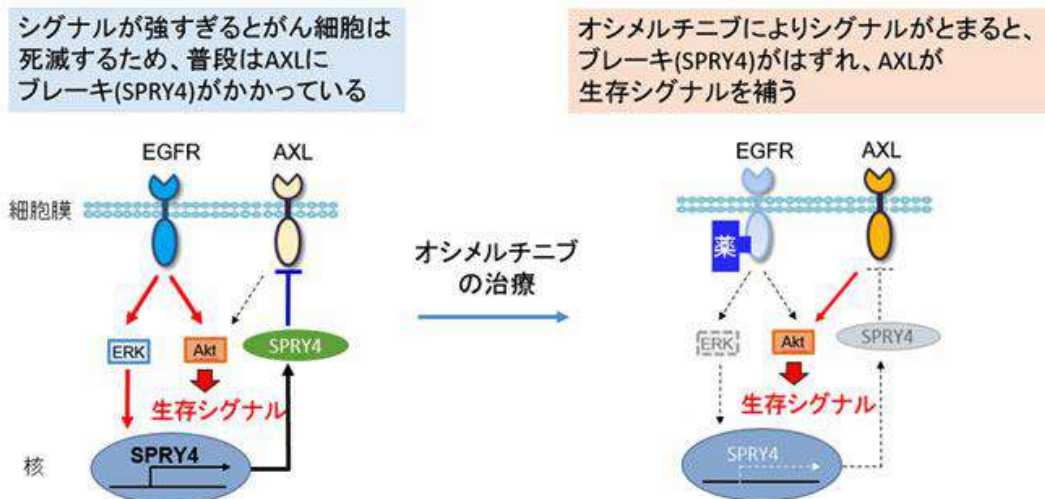 シグナルが強すぎるとがん細胞は
死滅するため、普段はAXLに
ブレーキ(SPRY4)がかかっている
オシメルチニブによりシグナルがとまると、
ブレーキ(SPRY4)がはずれ、AXLが
生存シグナルを補う
EGFR
AXL
細胞膜
ERK
Akt
SPRY4
生存シグナル
SPRY4
核
オシメルチニブ
の治療
EGFR
AXL
薬
ERK
Akt
SPRY4
生存シグナル
SPRY4